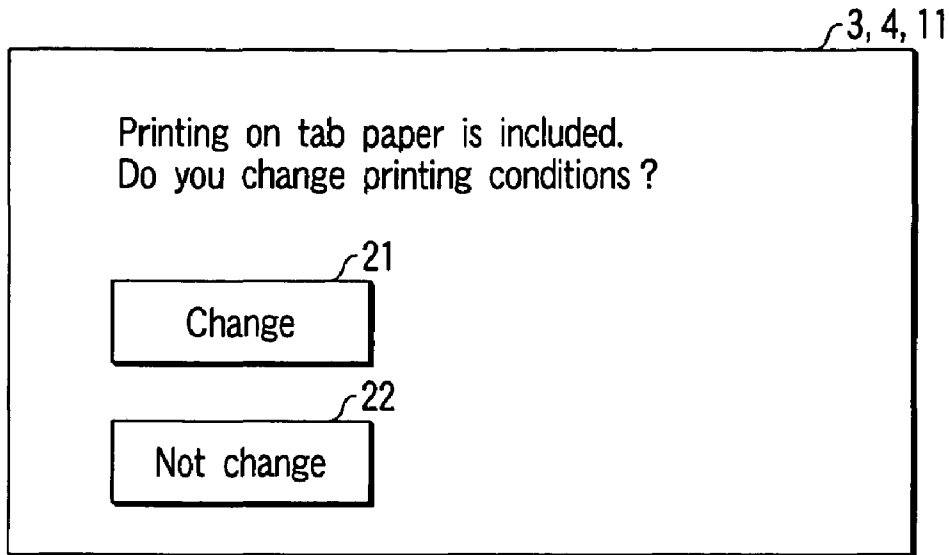 3, 4, 11
Printing on tab paper is included.
Do you change printing conditions ?
21
Change
22
Not change